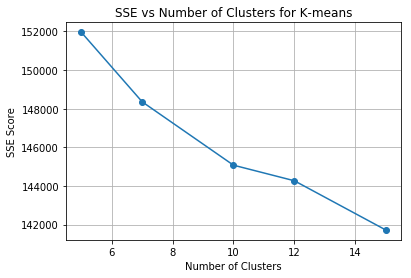 SSE vs Number of Clusters for K-means
SSE Score
152000
150000
148000
146000
144000
142000
6 8 10 12 14
Number of Clusters